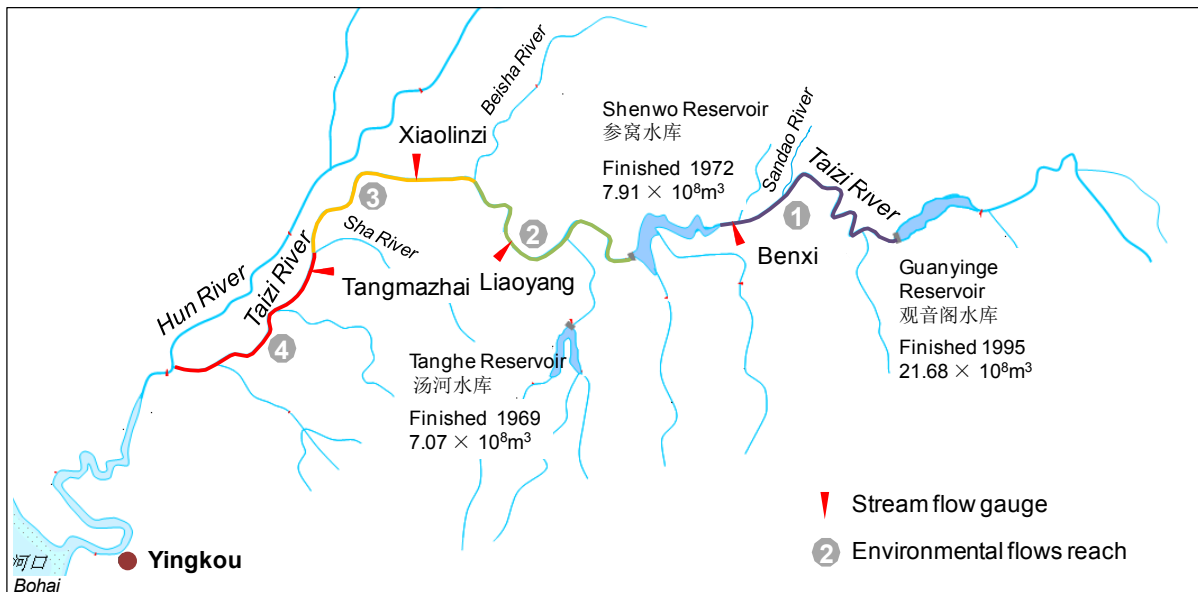 Beisha River
Xiaolinzi
Shenwo Reservoir
参窝水库
Finished 1972
7.91 × 10⁸m³
Sandao River
Taizi River
1
Benxi
Guanyinge
Reservoir
观音阁水库
Finished 1995
21.68 × 10⁸m³
3
2
Sha River
Liaoyang
Tangmazhai
Hun River
Taizi River
4
Tanghe Reservoir
汤河水库
Finished 1969
7.07 × 10⁸m³
Stream flow gauge
2
Environmental flows reach
河口
Bohai
Yingkou